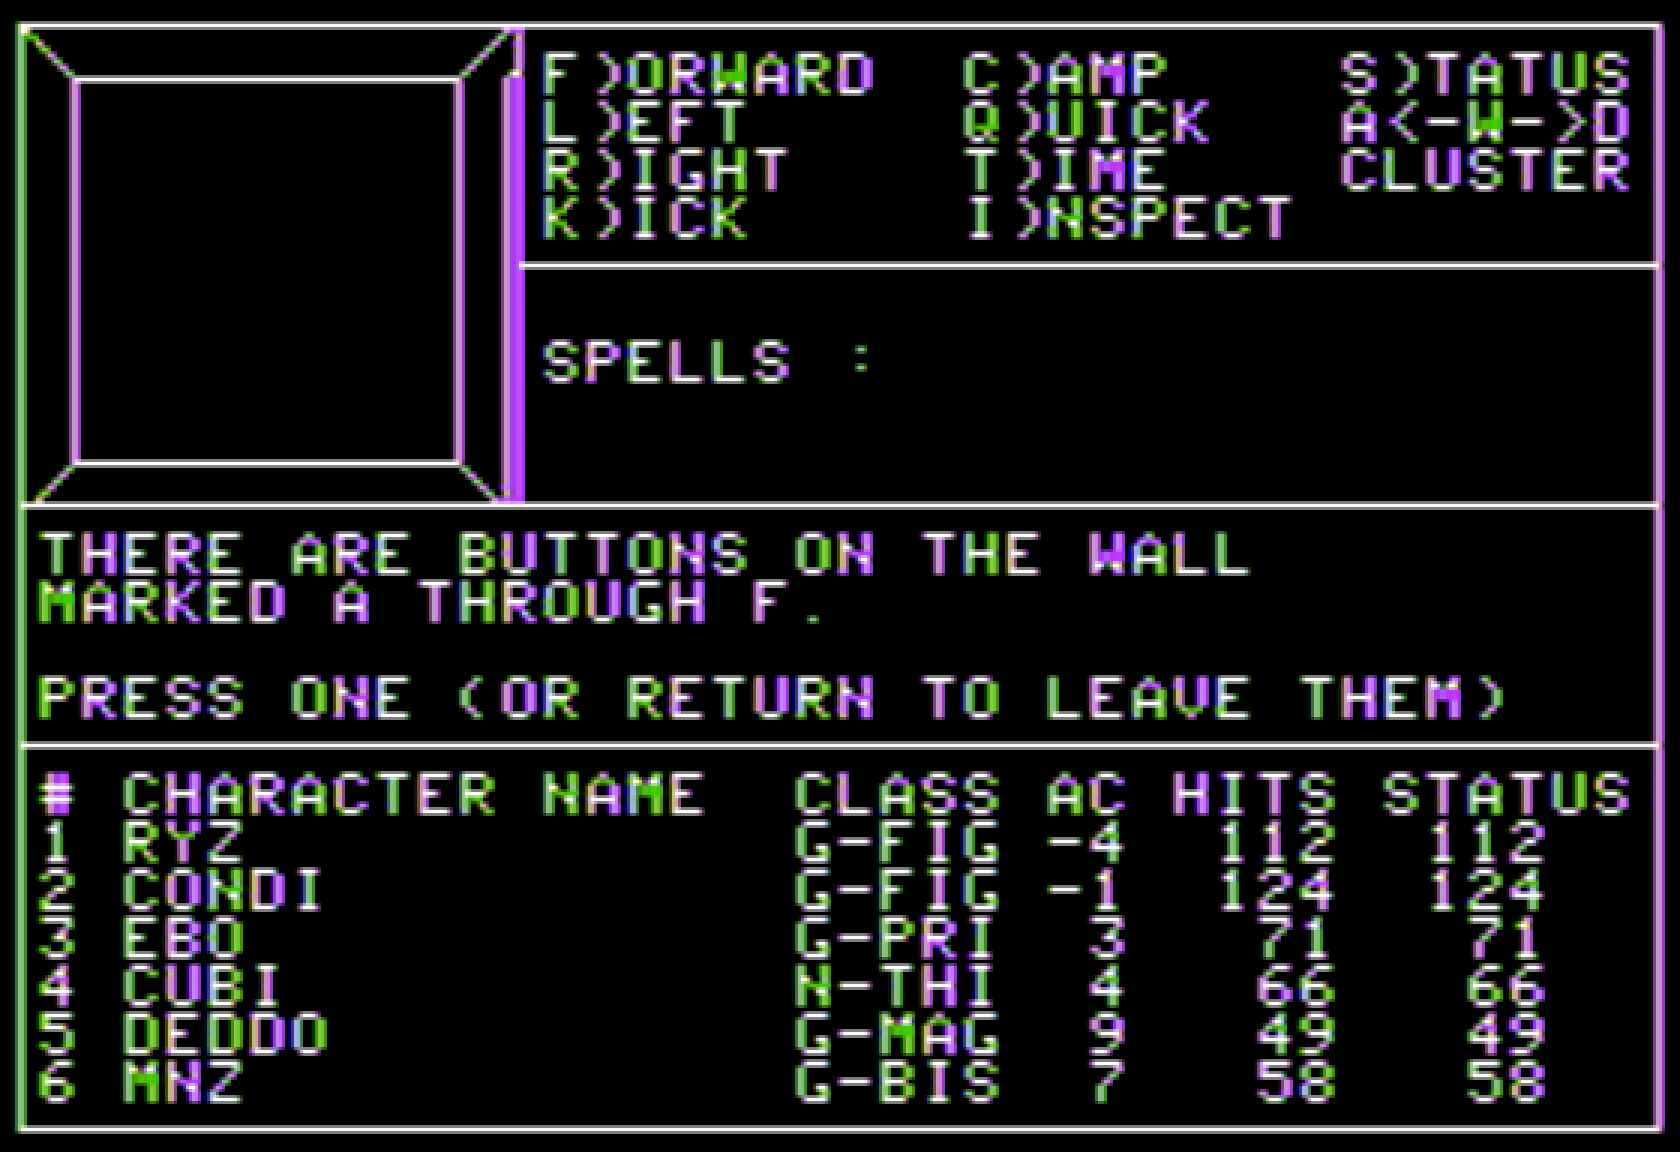 F)ORWARD C)AMP S)TATUS
L)EFT Q)UICK A<-W->D
R)IGHT T)IME CLUSTER
K)ICK I)NSPECT
SPELLS :
THERE ARE BUTTONS ON THE WALL
MARKED A THROUGH F.
PRESS ONE (OR RETURN TO LEAVE THEM)
# CHARACTER NAME CLASS AC HITS STATUS
1 RYZ G-FIG -4 112 112
2 CONDI G-FIG -1 124 124
3 EBO G-PRI 3 71 71
4 CUBI N-THI 4 66 66
5 DEDDO G-MAG 9 49 49
6 MNZ G-BIS 7 58 58